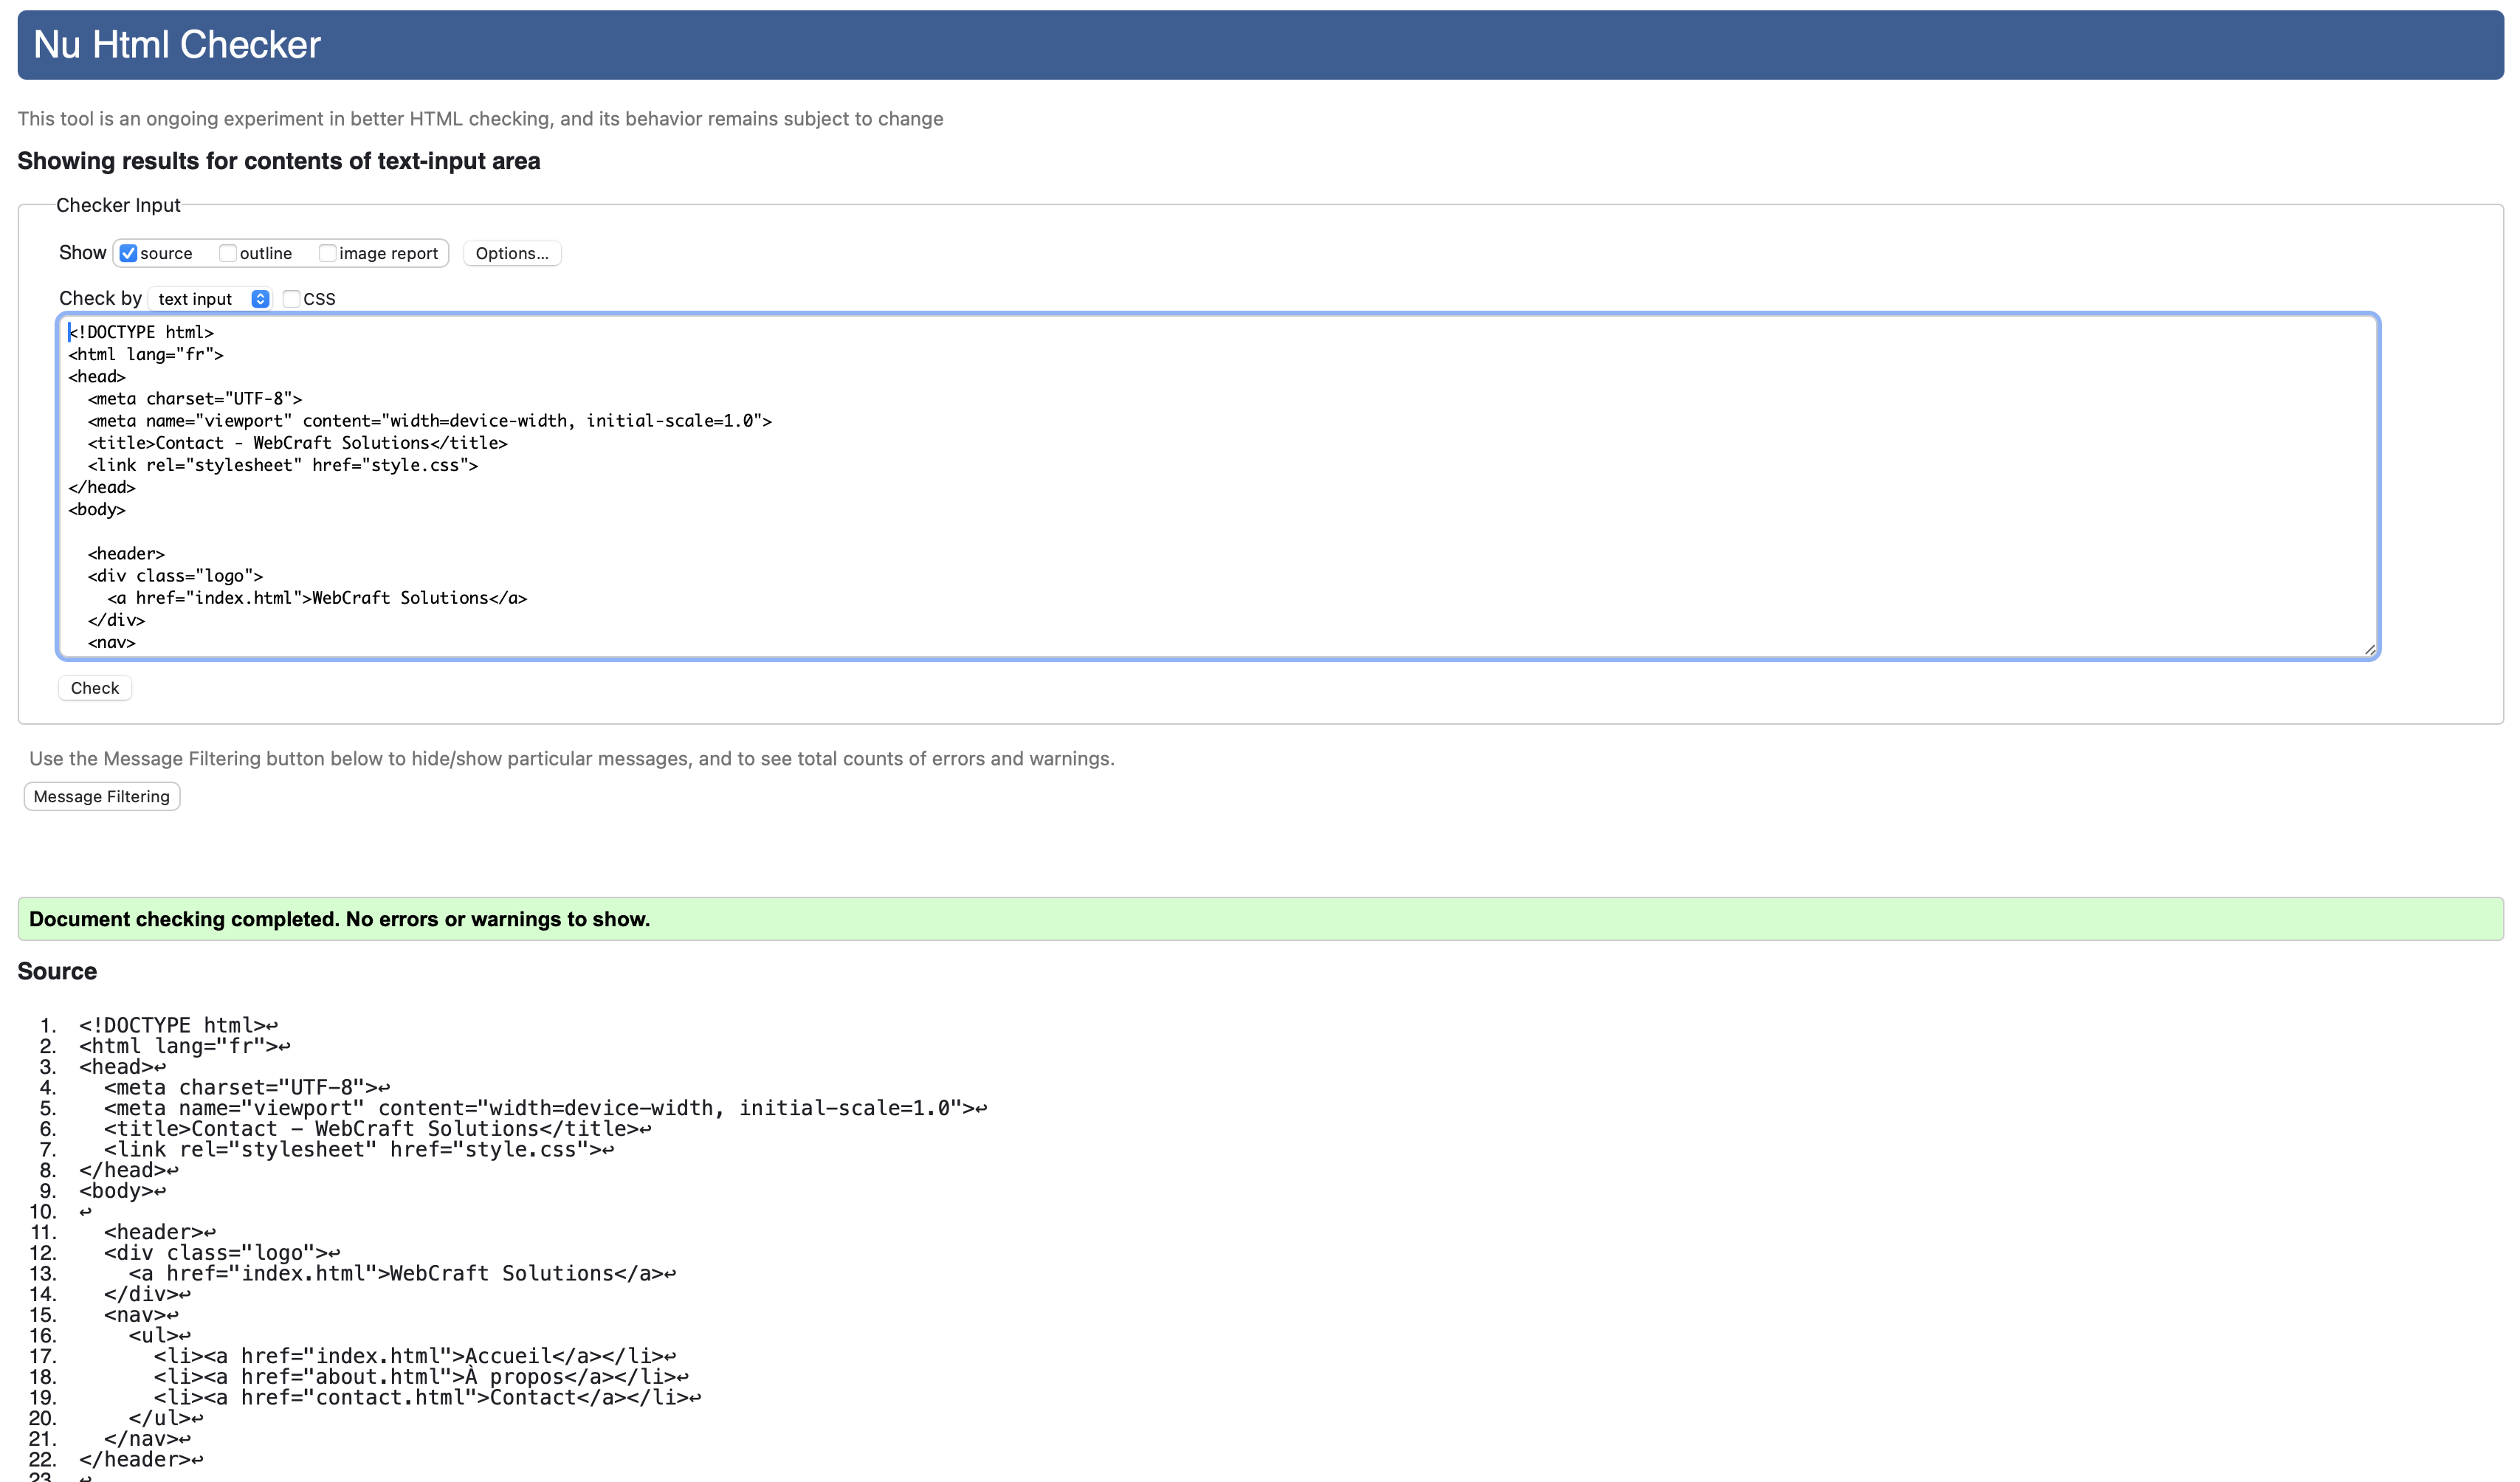 Nu Html Checker
This tool is an ongoing experiment in better HTML checking, and its behavior remains subject to change
Showing results for contents of text-input area
Checker Input
Show source outline image report Options...
Check by text input CSS
<!DOCTYPE html>
<html lang="fr">
<head>
  <meta charset="UTF-8">
  <meta name="viewport" content="width=device-width, initial-scale=1.0">
  <title>Contact - WebCraft Solutions</title>
  <link rel="stylesheet" href="style.css">
</head>
<body>
  <header>
  <div class="logo">
    <a href="index.html">WebCraft Solutions</a>
  </div>
  <nav>
Check
Use the Message Filtering button below to hide/show particular messages, and to see total counts of errors and warnings.
Message Filtering
Document checking completed. No errors or warnings to show.
Source
1. <!DOCTYPE html>↩
2. <html lang="fr">↩
3. <head>↩
4.   <meta charset="UTF-8">↩
5.   <meta name="viewport" content="width=device-width, initial-scale=1.0">↩
6.   <title>Contact - WebCraft Solutions</title>↩
7.   <link rel="stylesheet" href="style.css">↩
8. </head>↩
9. <body>↩
10. ↩
11.   <header>↩
12.   <div class="logo">↩
13.     <a href="index.html">WebCraft Solutions</a>↩
14.   </div>↩
15.   <nav>↩
16.     <ul>↩
17.       <li><a href="index.html">Accueil</a></li>↩
18.       <li><a href="about.html">À propos</a></li>↩
19.       <li><a href="contact.html">Contact</a></li>↩
20.     </ul>↩
21.   </nav>↩
22. </header>↩
23. ↩